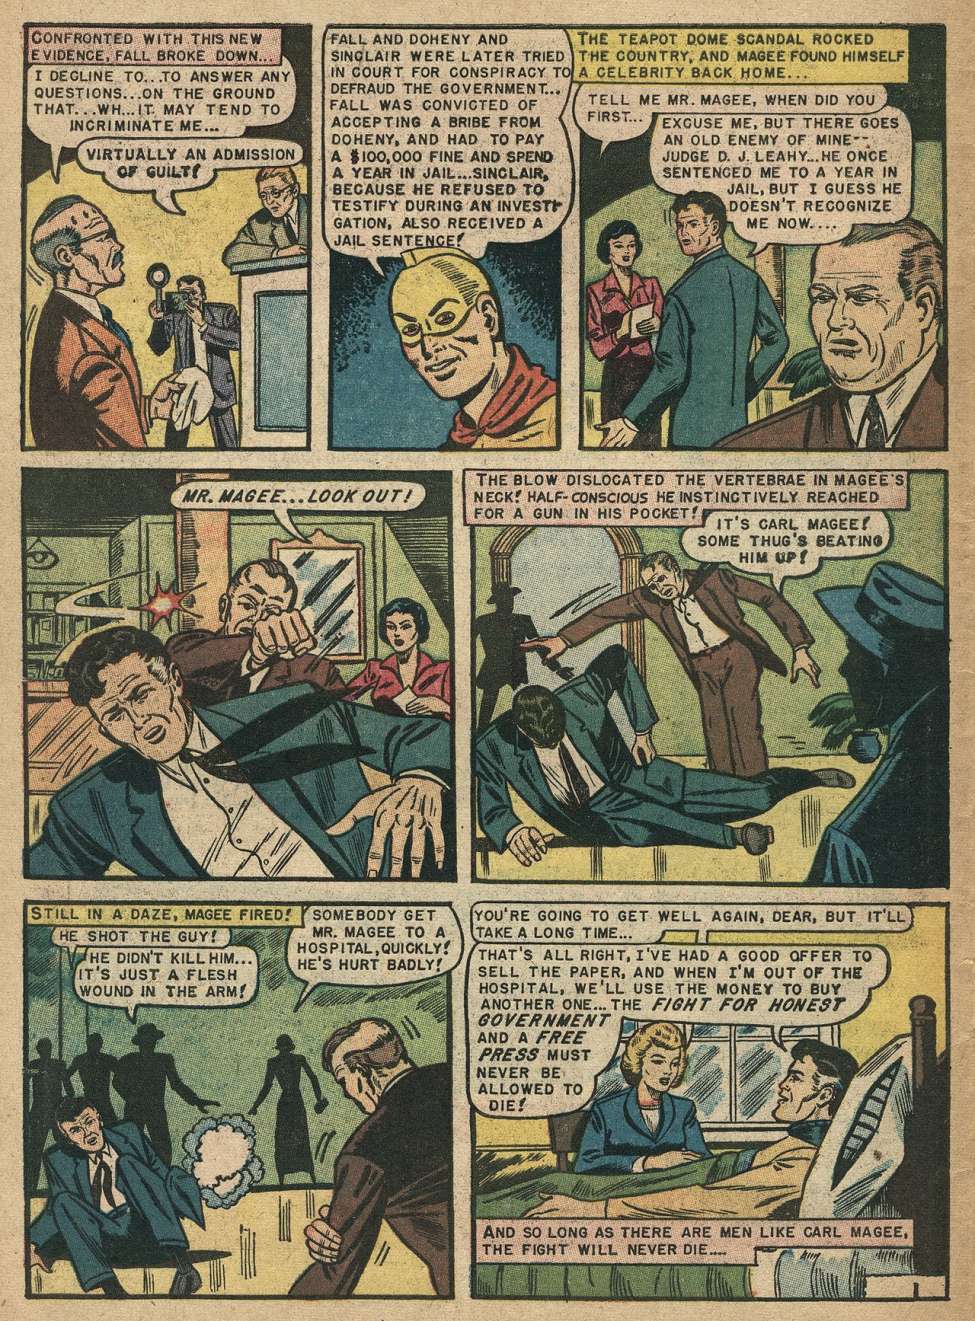 CONFRONTED WITH THIS NEW
EVIDENCE, FALL BROKE DOWN...
I DECLINE TO...TO ANSWER ANY
QUESTIONS...ON THE GROUND
THAT...WH...IT MAY TEND TO
INCRIMINATE ME...
VIRTUALLY AN ADMISSION
OF GUILT!
FALL AND DOHENY AND
SINCLAIR WERE LATER TRIED
IN COURT FOR CONSPIRACY TO
DEFRAUD THE GOVERNMENT...
FALL WAS CONVICTED OF
ACCEPTING A BRIBE FROM
DOHENY, AND HAD TO PAY
A $100,000 FINE AND SPEND
A YEAR IN JAIL...SINCLAIR,
BECAUSE HE REFUSED TO
TESTIFY DURING AN INVESTI-
GATION, ALSO RECEIVED A
JAIL SENTENCE!
THE TEAPOT DOME SCANDAL ROCKED
THE COUNTRY, AND MAGEE FOUND HIMSELF
A CELEBRITY BACK HOME...
TELL ME MR. MAGEE, WHEN DID YOU
FIRST...
EXCUSE ME, BUT THERE GOES
AN OLD ENEMY OF MINE--
JUDGE D. J. LEAHY...HE ONCE
SENTENCED ME TO A YEAR IN
JAIL, BUT I GUESS HE
DOESN'T RECOGNIZE
ME NOW....
MR. MAGEE...LOOK OUT!
THE BLOW DISLOCATED THE VERTEBRAE IN MAGEE'S
NECK! HALF-CONSCIOUS HE INSTINCTIVELY REACHED
FOR A GUN IN HIS POCKET!
IT'S CARL MAGEE!
SOME THUG'S BEATING
HIM UP!
STILL IN A DAZE, MAGEE FIRED!
HE SHOT THE GUY!
HE DIDN'T KILL HIM...
IT'S JUST A FLESH
WOUND IN THE ARM!
SOMEBODY GET
MR. MAGEE TO A
HOSPITAL, QUICKLY!
HE'S HURT BADLY!
YOU'RE GOING TO GET WELL AGAIN, DEAR, BUT IT'LL
TAKE A LONG TIME...
THAT'S ALL RIGHT, I'VE HAD A GOOD OFFER TO
SELL THE PAPER, AND WHEN I'M OUT OF THE
HOSPITAL, WE'LL USE THE MONEY TO BUY
ANOTHER ONE...THE FIGHT FOR HONEST
GOVERNMENT
AND A FREE
PRESS MUST
NEVER BE
ALLOWED TO
DIE!
AND SO LONG AS THERE ARE MEN LIKE CARL MAGEE,
THE FIGHT WILL NEVER DIE....